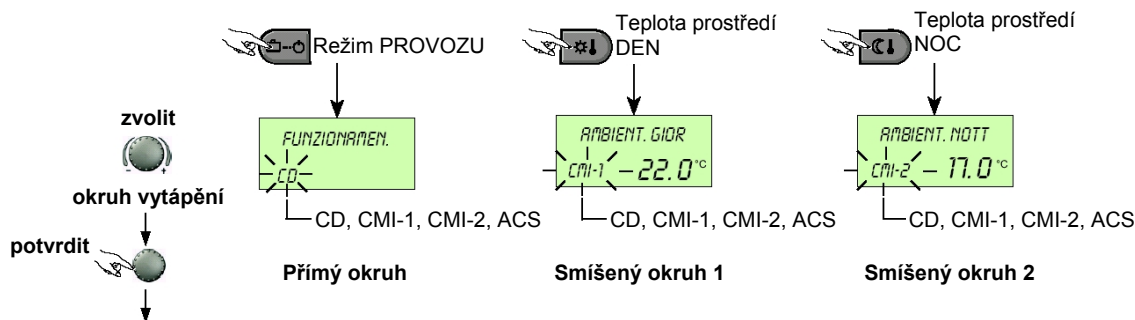 Režim PROVOZU
Teplota prostředí
DEN
Teplota prostředí
NOC
zvolit
- +
okruh vytápění
potvrdit
FUNZIONAMEN.
CD
CD, CMI-1, CMI-2, ACS
Přímý okruh
AMBIENT. GIOR
CMI-1 22.0 °C
CD, CMI-1, CMI-2, ACS
Smíšený okruh 1
AMBIENT. NOTT
CMI-2 17.0 °C
CD, CMI-1, CMI-2, ACS
Smíšený okruh 2